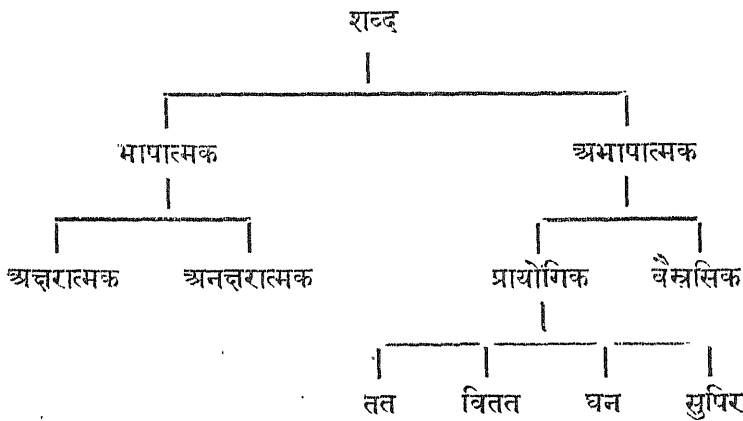 शब्द
भाषात्मक अभाषात्मक
अक्षरात्मक अनक्षरात्मक प्रायोगिक वैस्रसिक
तत वितत घन सुषिर